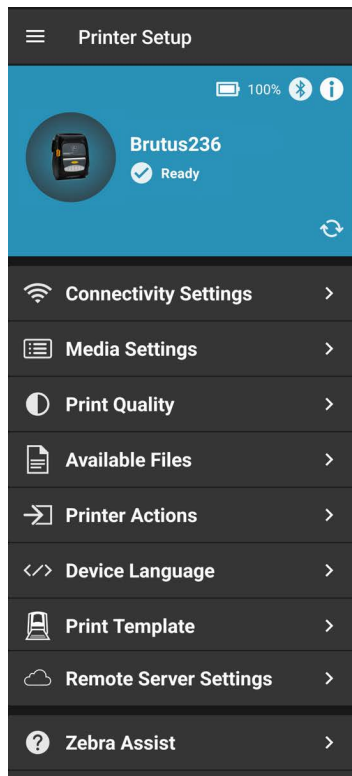 Printer Setup
100%
Brutus236
Ready
Connectivity Settings
Media Settings
Print Quality
Available Files
Printer Actions
Device Language
Print Template
Remote Server Settings
Zebra Assist